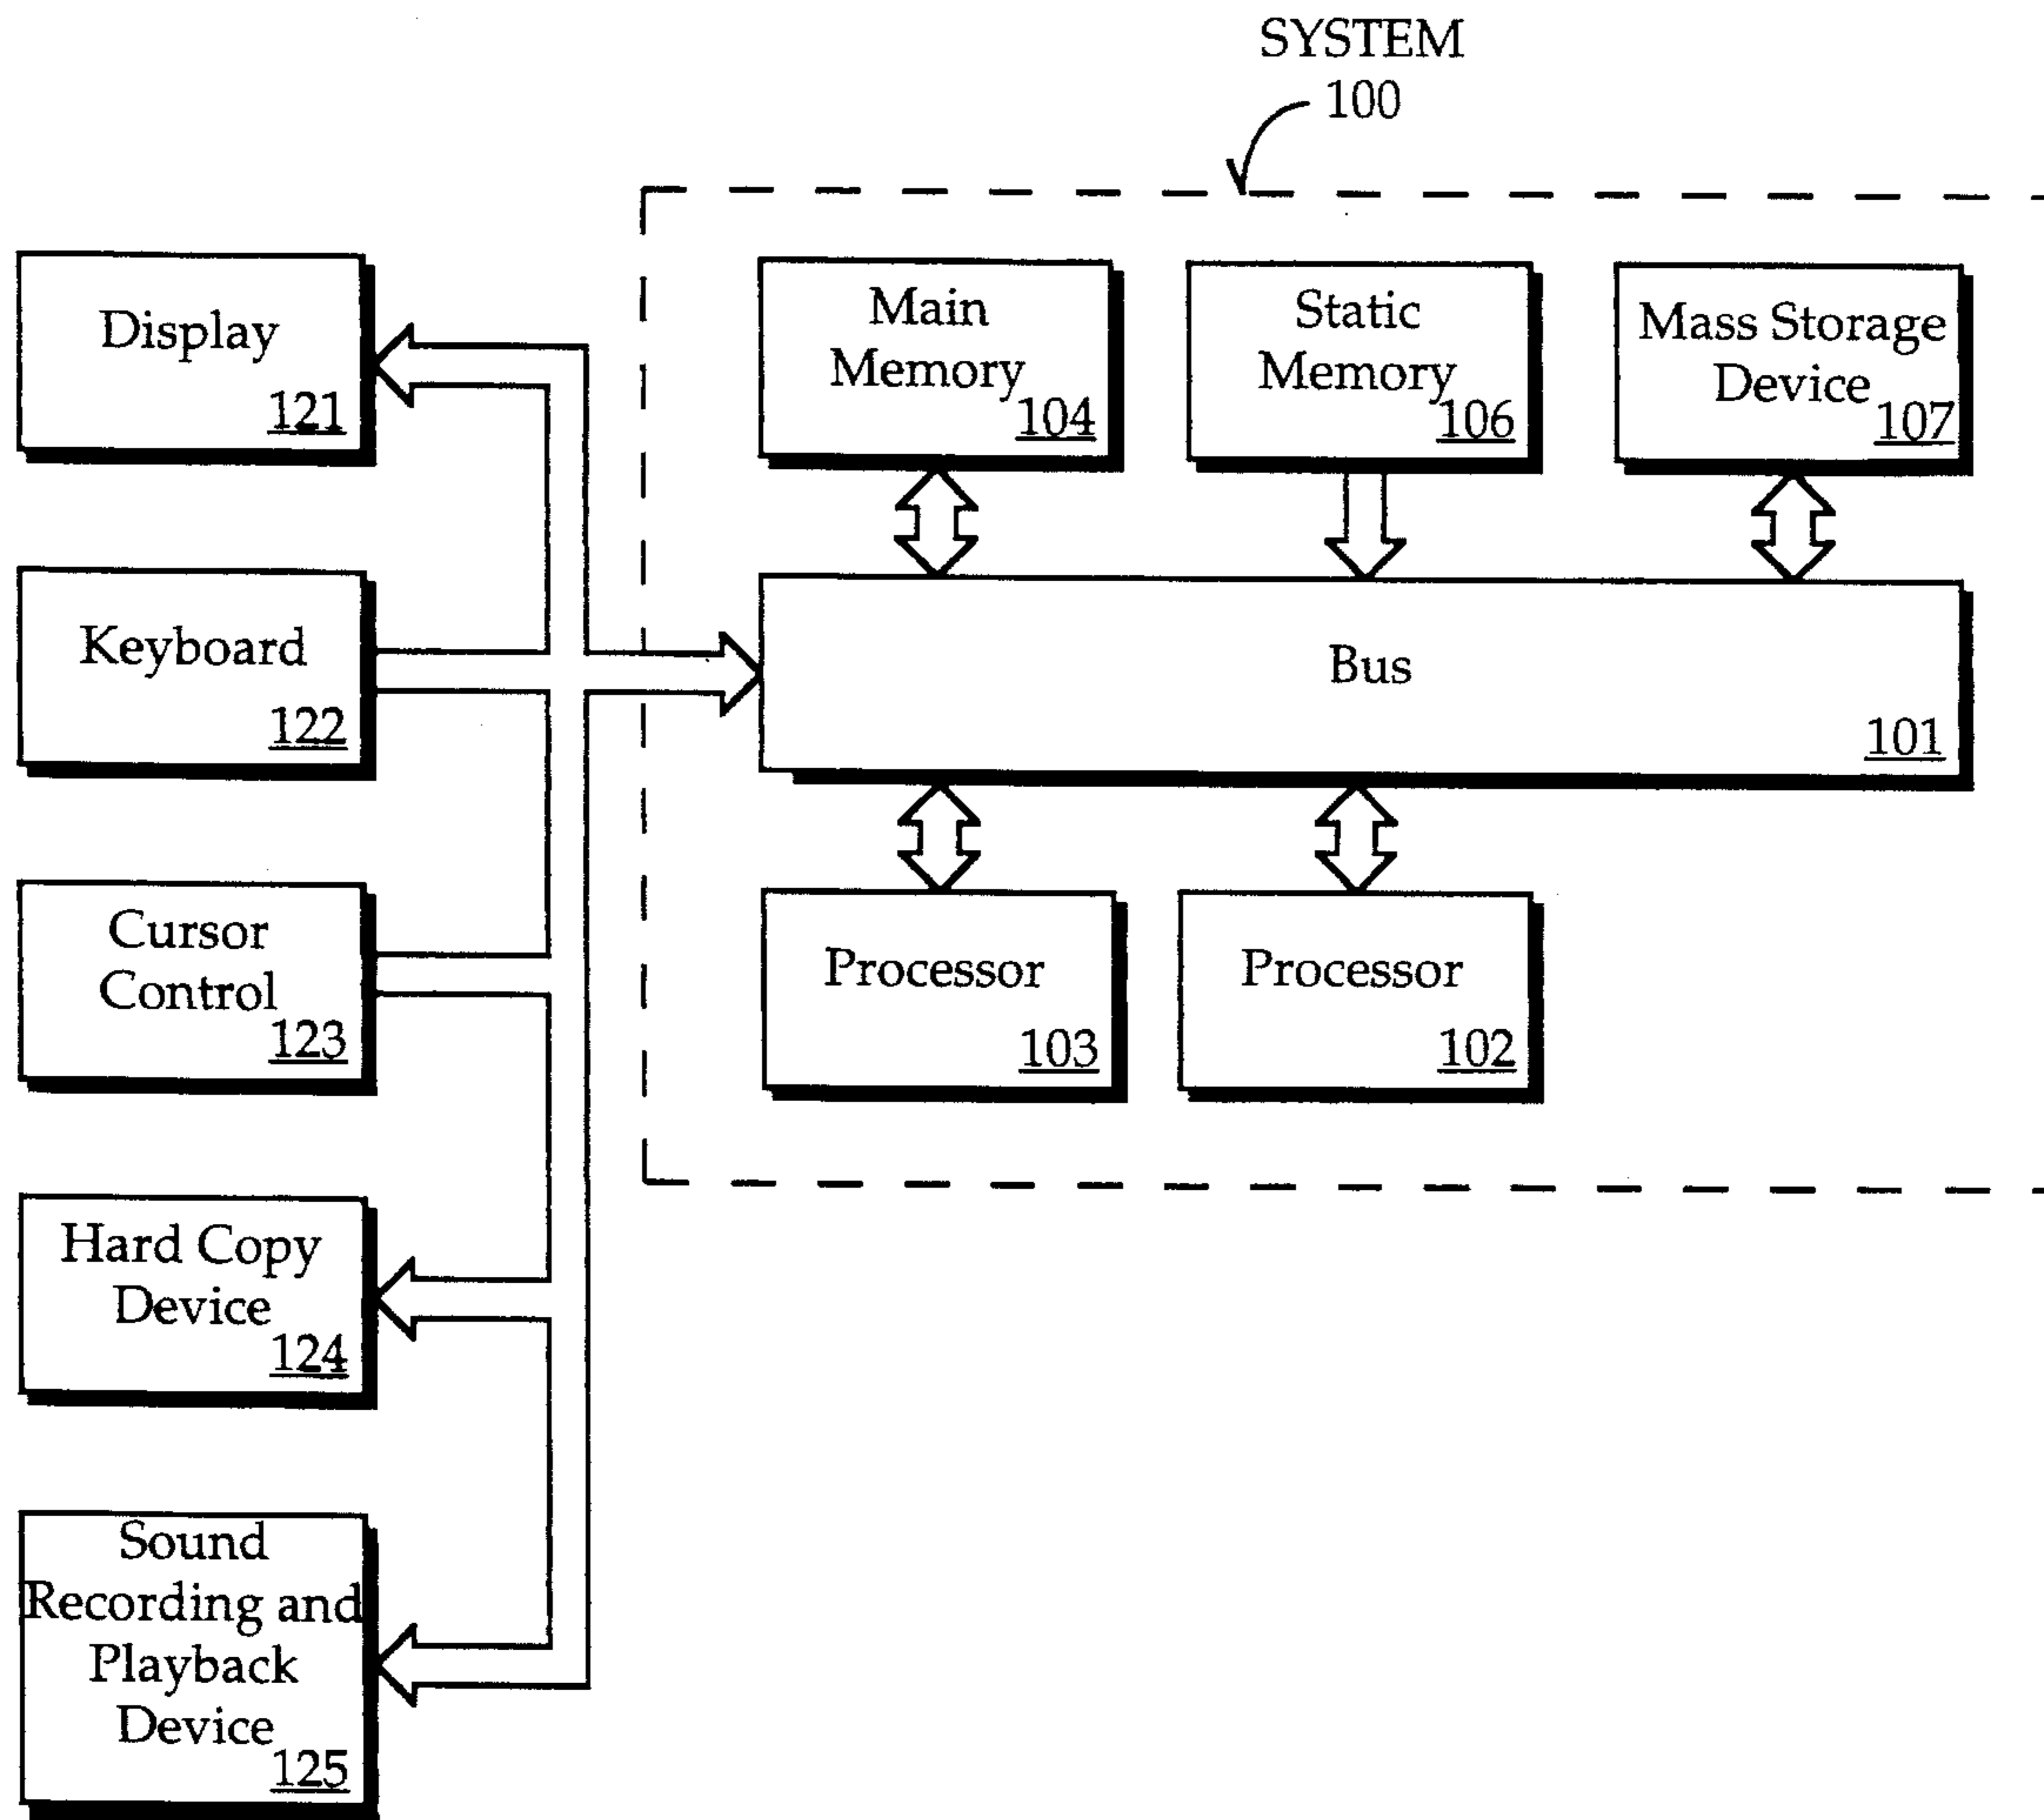 SYSTEM
100
Display
121
Main
Memory
104
Static
Memory
106
Mass Storage
Device
107
Keyboard
122
Bus
101
Cursor
Control
123
Processor
103
Processor
102
Hard Copy
Device
124
Sound
Recording and
Playback
Device
125